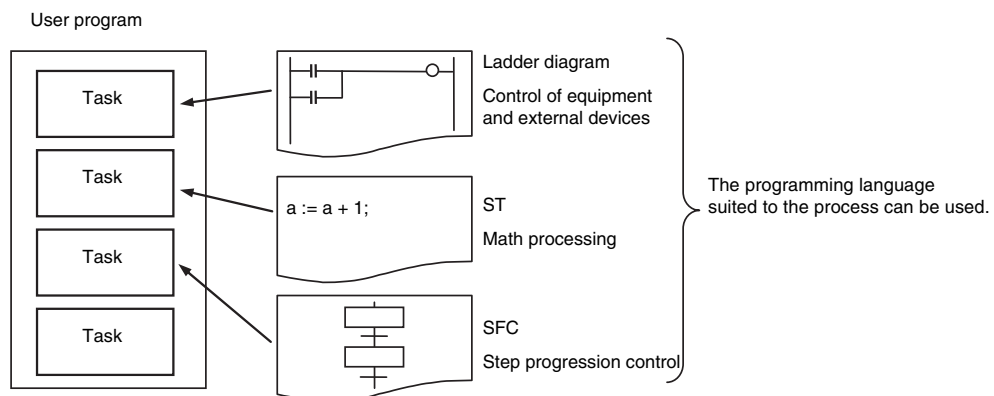 User program
Task
Task
Task
Task
Ladder diagram
Control of equipment
and external devices
a := a + 1;
ST
Math processing
SFC
Step progression control
The programming language
suited to the process can be used.